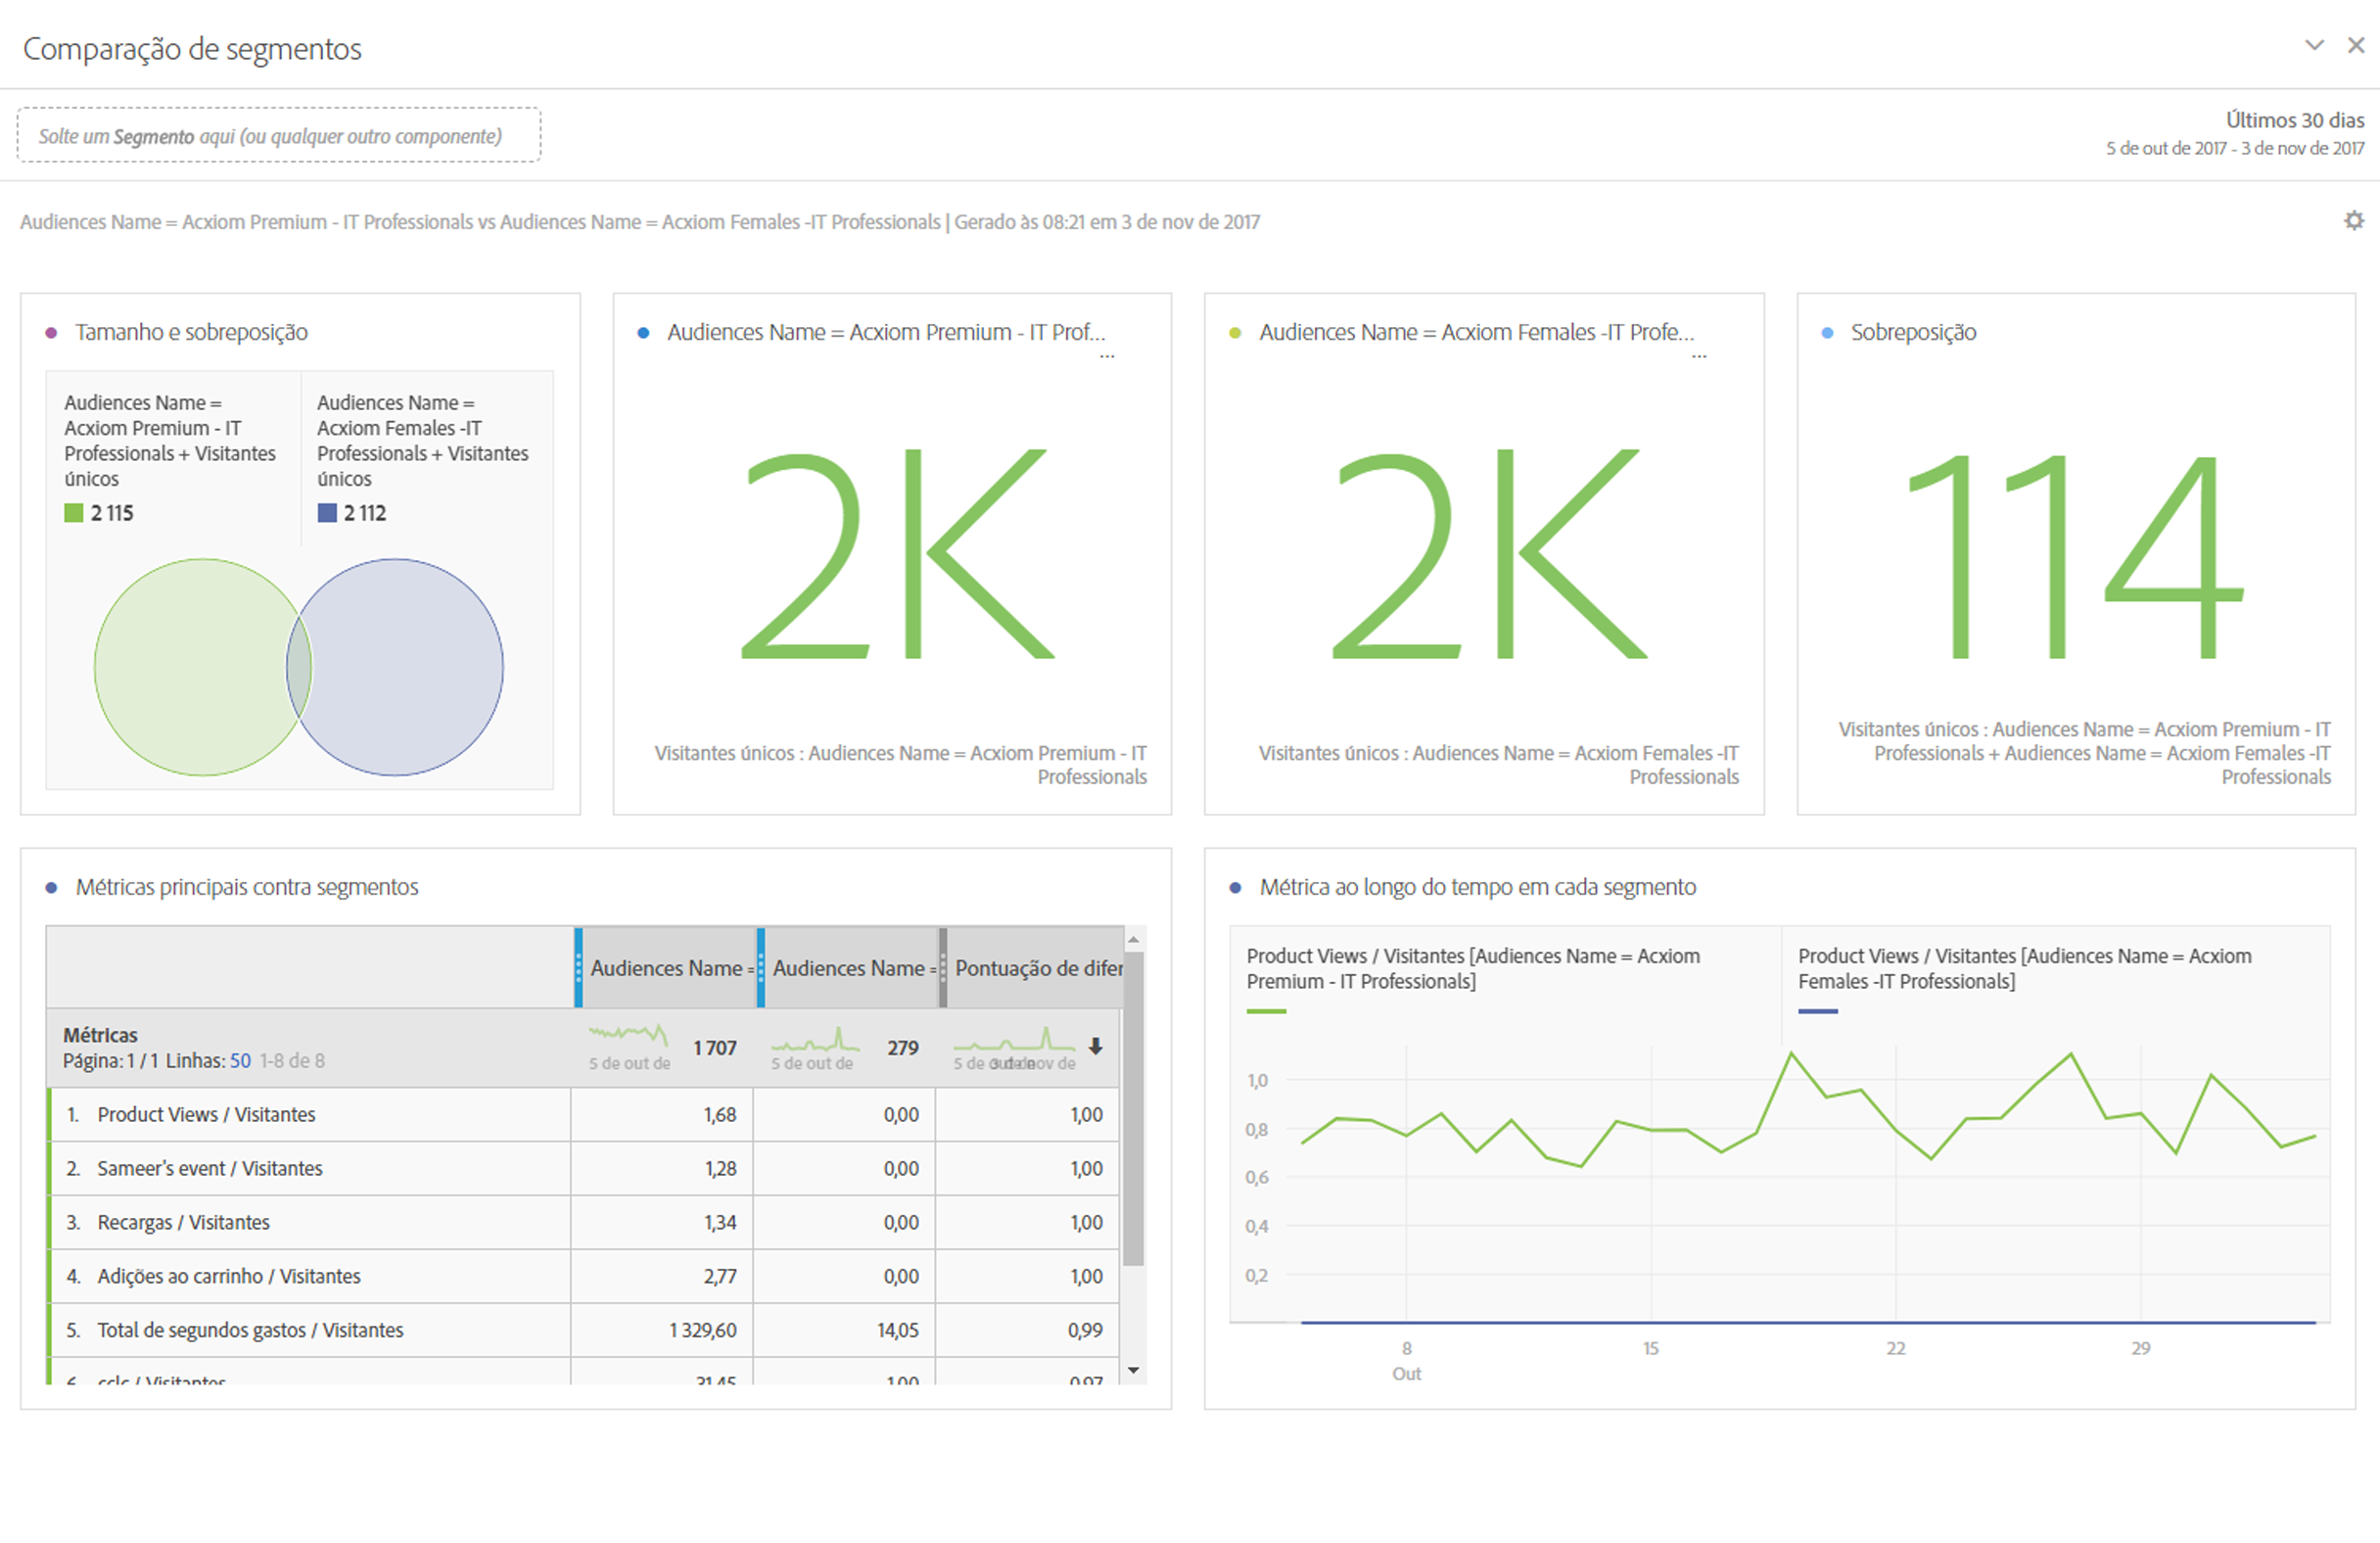 Comparação de segmentos
Solte um Segmento aqui (ou qualquer outro componente)
Últimos 30 dias
5 de out de 2017 - 3 de nov de 2017
Audiences Name = Acxiom Premium - IT Professionals vs Audiences Name = Acxiom Females -IT Professionals | Gerado às 08:21 em 3 de nov de 2017
Tamanho e sobreposição
Audiences Name =
Acxiom Premium - IT
Professionals + Visitantes
únicos
2 115
Audiences Name =
Acxiom Females -IT
Professionals + Visitantes
únicos
2 112
Audiences Name = Acxiom Premium - IT Prof...
...
2K
Visitantes únicos : Audiences Name = Acxiom Premium - IT
Professionals
Audiences Name = Acxiom Females -IT Profe...
...
2K
Visitantes únicos : Audiences Name = Acxiom Females -IT
Professionals
Sobreposição
114
Visitantes únicos : Audiences Name = Acxiom Premium - IT
Professionals + Audiences Name = Acxiom Females -IT
Professionals
Métricas principais contra segmentos
Audiences Name = Audiences Name = Pontuação de difer
Métricas
Página: 1 / 1 Linhas: 50 1-8 de 8
5 de out de 1 707
5 de out de 279
5 de out de
1. Product Views / Visitantes 1,68 0,00 1,00
2. Sameer's event / Visitantes 1,28 0,00 1,00
3. Recargas / Visitantes 1,34 0,00 1,00
4. Adições ao carrinho / Visitantes 2,77 0,00 1,00
5. Total de segundos gastos / Visitantes 1 329,60 14,05 0,99
Métrica ao longo do tempo em cada segmento
Product Views / Visitantes [Audiences Name = Acxiom
Premium - IT Professionals]
Product Views / Visitantes [Audiences Name = Acxiom
Females -IT Professionals]
1,0
0,8
0,6
0,4
0,2
8 15 22 29
Out